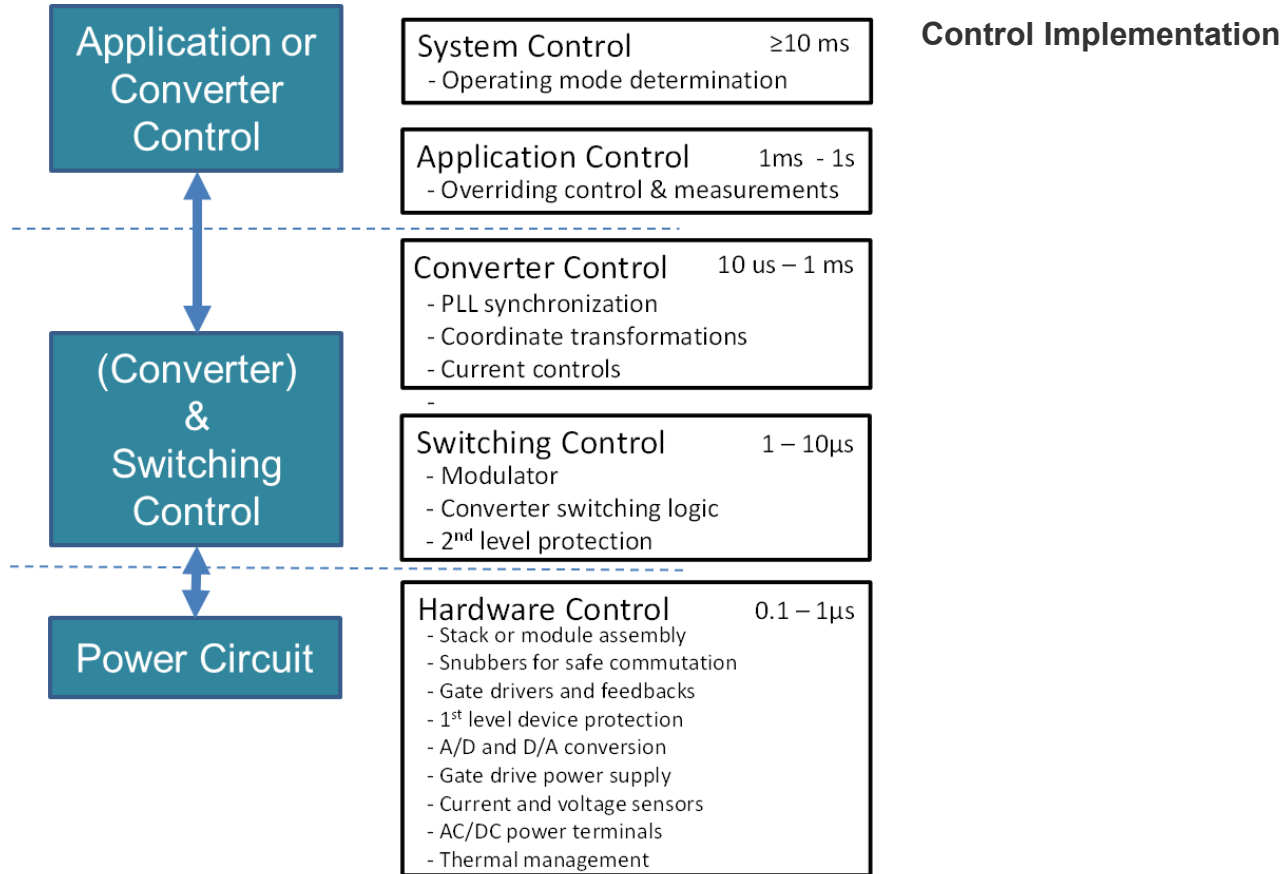 Control Implementation
Application or
Converter
Control
(Converter)
&
Switching
Control
Power Circuit
System Control ≥10 ms
- Operating mode determination
Application Control 1ms - 1s
- Overriding control & measurements
Converter Control 10 us – 1 ms
- PLL synchronization
- Coordinate transformations
- Current controls
-
Switching Control 1 – 10µs
- Modulator
- Converter switching logic
- 2nd level protection
Hardware Control 0.1 – 1µs
- Stack or module assembly
- Snubbers for safe commutation
- Gate drivers and feedbacks
- 1st level device protection
- A/D and D/A conversion
- Gate drive power supply
- Current and voltage sensors
- AC/DC power terminals
- Thermal management